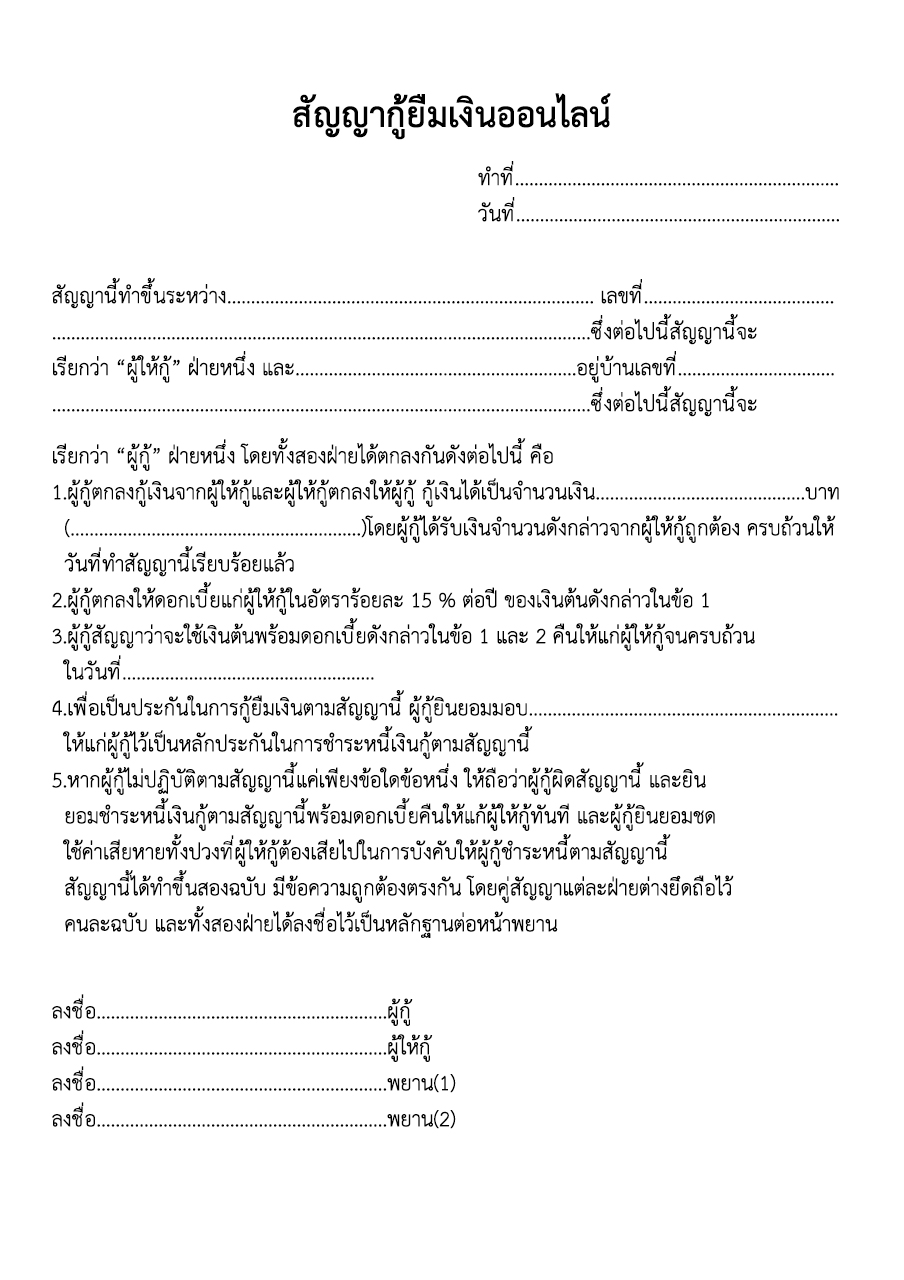 สัญญากู้ยืมเงินออนไลน์
ทำที่....................................................................
วันที่....................................................................
สัญญานี้ทำขึ้นระหว่าง............................................................................. เลขที่........................................
.................................................................................................................ซึ่งต่อไปนี้สัญญานี้จะ
เรียกว่า “ผู้ให้กู้” ฝ่ายหนึ่ง และ...........................................................อยู่บ้านเลขที่.................................
.................................................................................................................ซึ่งต่อไปนี้สัญญานี้จะ
เรียกว่า “ผู้กู้” ฝ่ายหนึ่ง โดยทั้งสองฝ่ายได้ตกลงกันดังต่อไปนี้ คือ
1.ผู้กู้ตกลงกู้เงินจากผู้ให้กู้และผู้ให้กู้ตกลงให้ผู้กู้ กู้เงินได้เป็นจำนวนเงิน............................................บาท
(.............................................................)โดยผู้กู้ได้รับเงินจำนวนดังกล่าวจากผู้ให้กู้ถูกต้อง ครบถ้วนให้
วันที่ทำสัญญานี้เรียบร้อยแล้ว
2.ผู้กู้ตกลงให้ดอกเบี้ยแก่ผู้ให้กู้ในอัตราร้อยละ 15 % ต่อปี ของเงินต้นดังกล่าวในข้อ 1
3.ผู้กู้สัญญาว่าจะใช้เงินต้นพร้อมดอกเบี้ยดังกล่าวในข้อ 1 และ 2 คืนให้แก่ผู้ให้กู้จนครบถ้วน
ในวันที่.....................................................
4.เพื่อเป็นประกันในการกู้ยืมเงินตามสัญญานี้ ผู้กู้ยินยอมมอบ.................................................................
ให้แก่ผู้กู้ไว้เป็นหลักประกันในการชำระหนี้เงินกู้ตามสัญญานี้
5.หากผู้กู้ไม่ปฏิบัติตามสัญญานี้แค่เพียงข้อใดข้อหนึ่ง ให้ถือว่าผู้กู้ผิดสัญญานี้ และยิน
ยอมชำระหนี้เงินกู้ตามสัญญานี้พร้อมดอกเบี้ยคืนให้แก้ผู้ให้กู้ทันที และผู้กู้ยินยอมชด
ใช้ค่าเสียหายทั้งปวงที่ผู้ให้กู้ต้องเสียไปในการบังคับให้ผู้กู้ชำระหนี้ตามสัญญานี้
สัญญานี้ได้ทำขึ้นสองฉบับ มีข้อความถูกต้องตรงกัน โดยคู่สัญญาแต่ละฝ่ายต่างยึดถือไว้
คนละฉบับ และทั้งสองฝ่ายได้ลงชื่อไว้เป็นหลักฐานต่อหน้าพยาน
ลงชื่อ.............................................................ผู้กู้
ลงชื่อ.............................................................ผู้ให้กู้
ลงชื่อ.............................................................พยาน(1)
ลงชื่อ.............................................................พยาน(2)